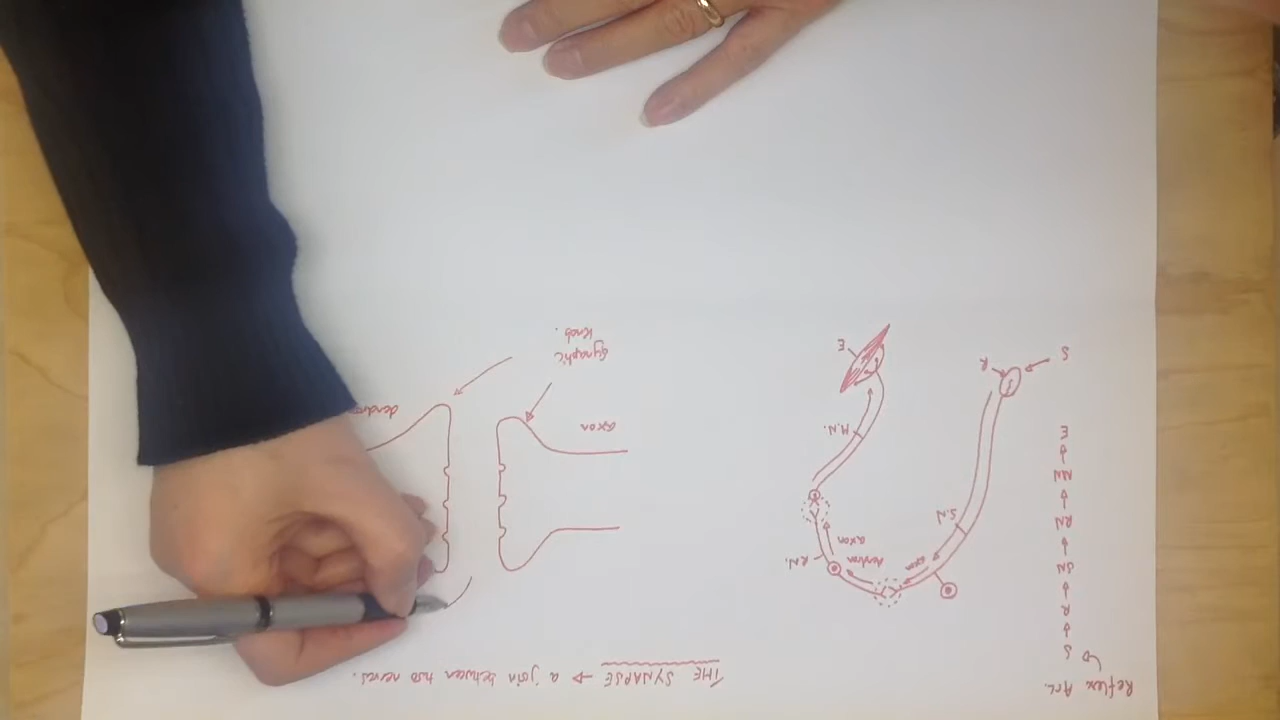 Reflex Arc.
S
R
SN
RN
MN
E
THE SYNAPSE → a join between two nerves.
S
R
S.N
axon
dendron
axon
R.N.
M.N.
E
axon
synaptic
knob.